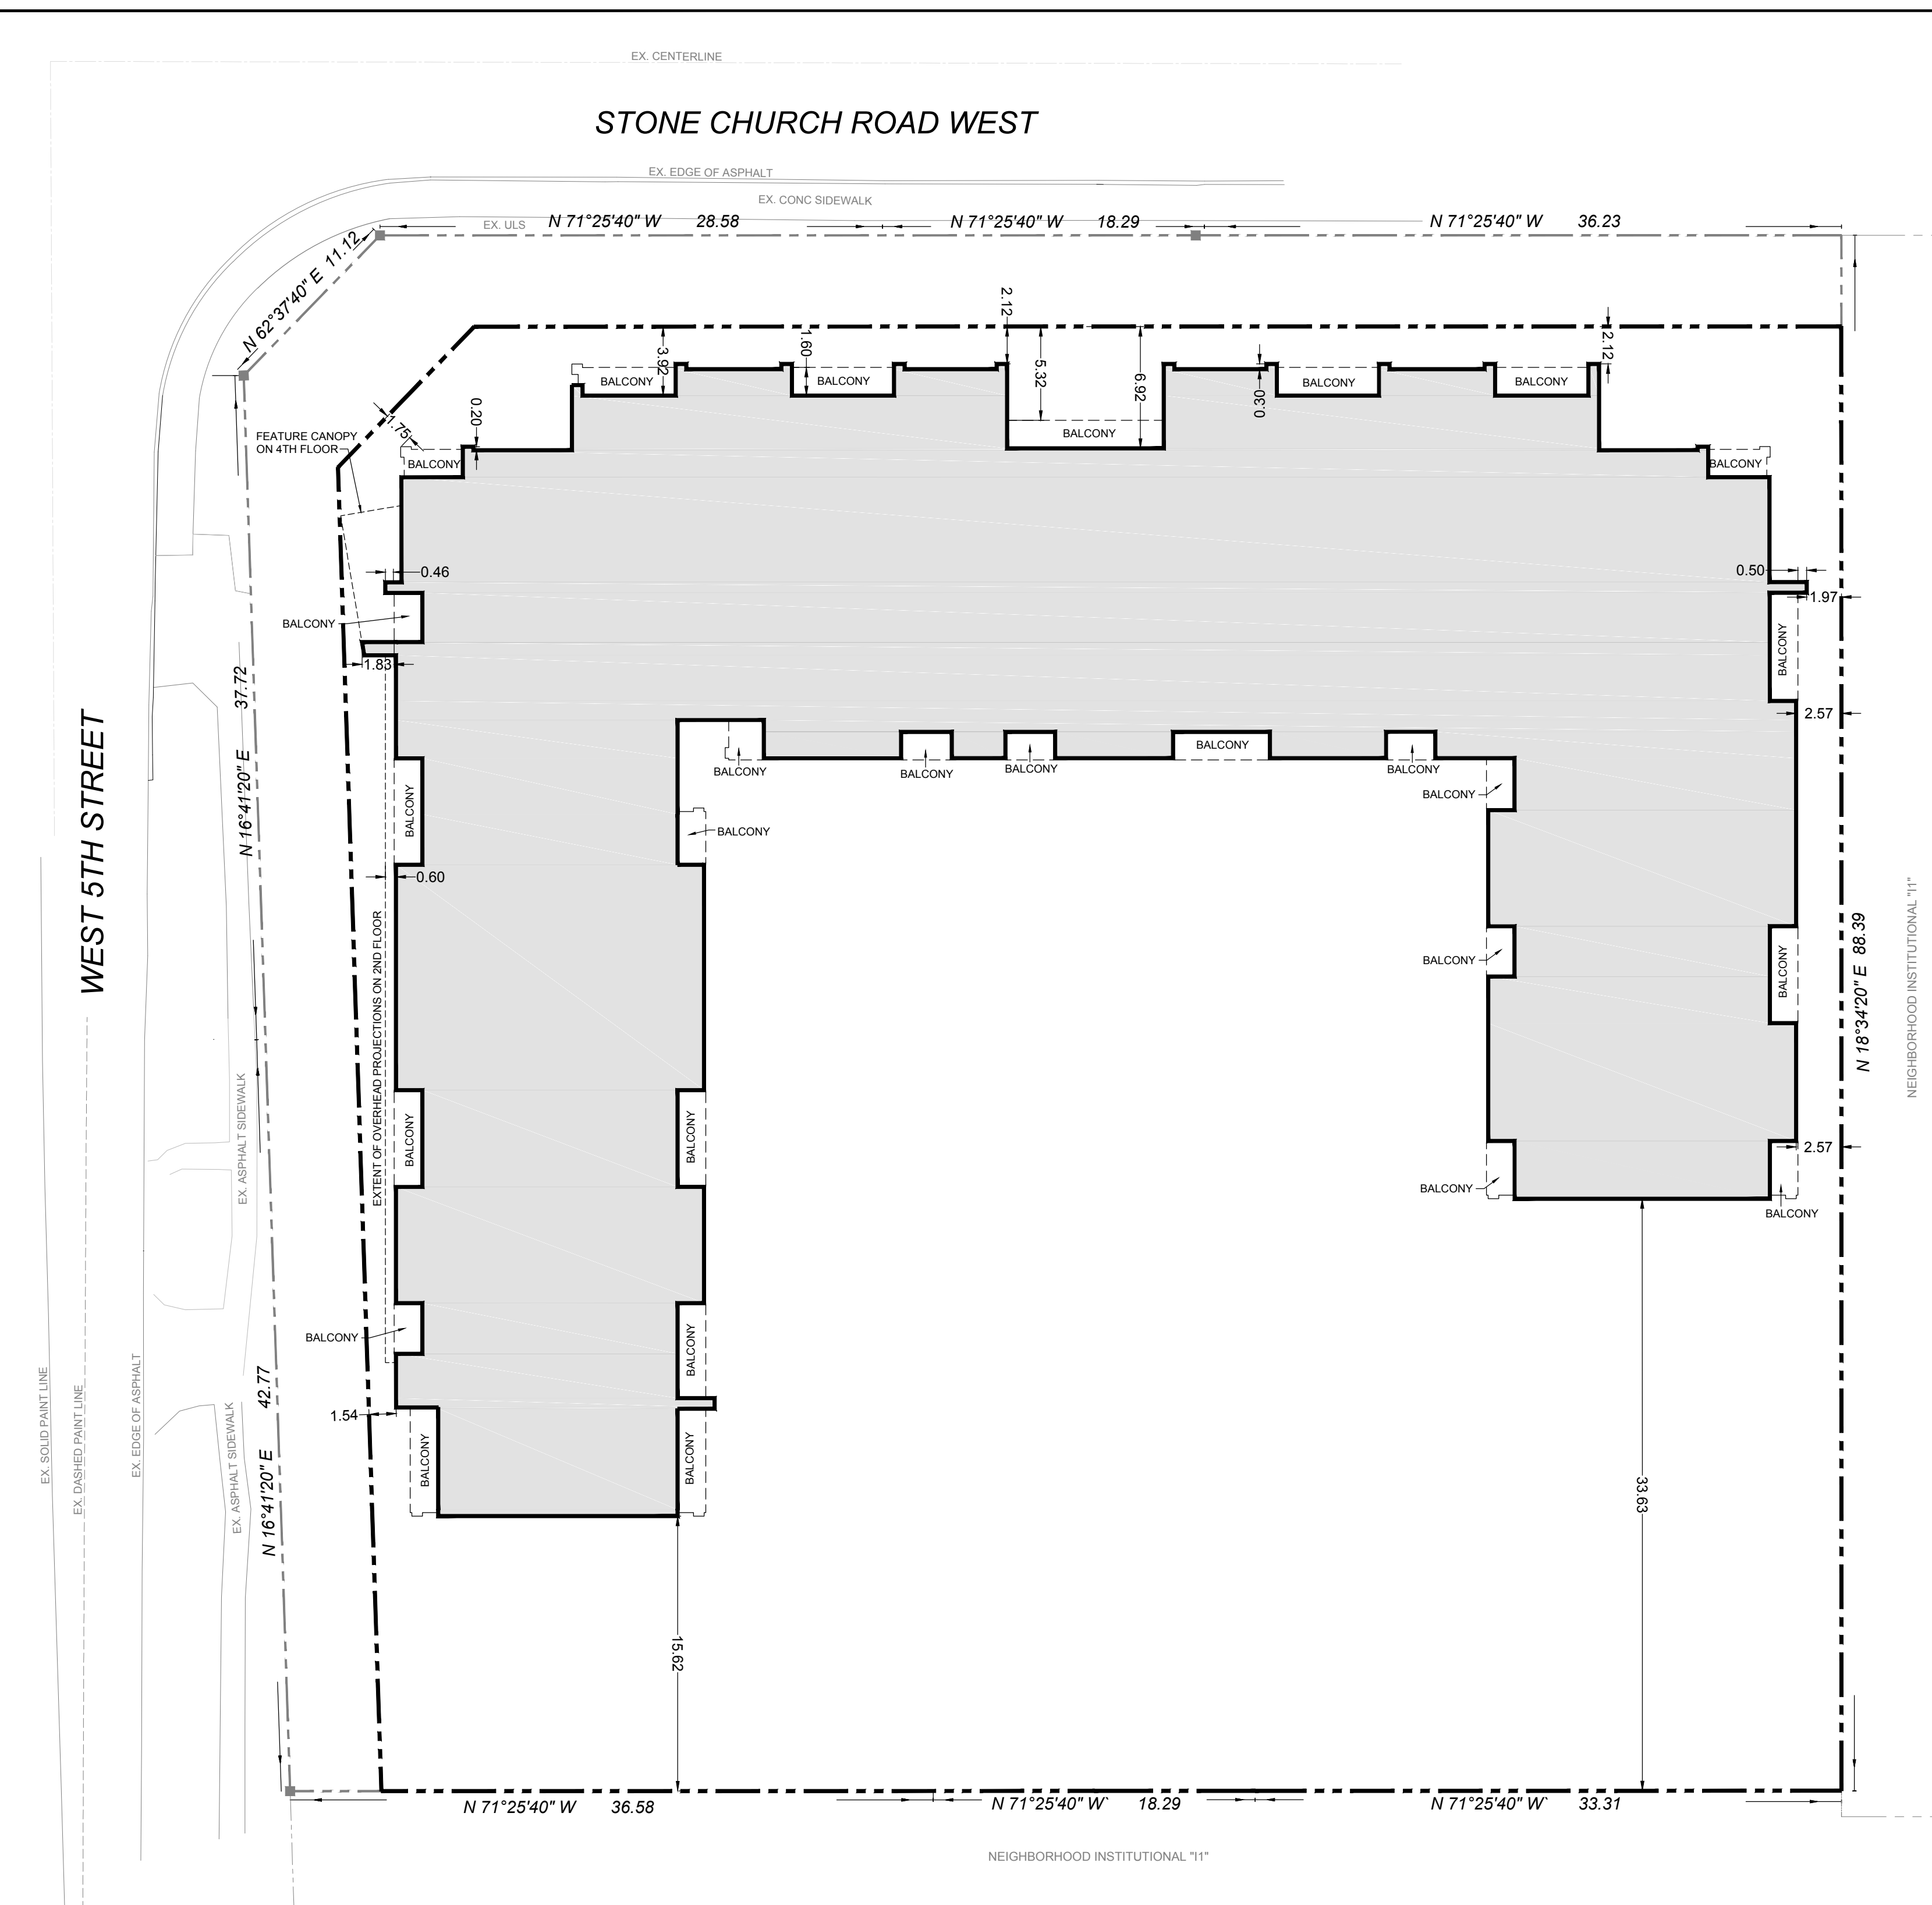 EX. CENTERLINE
STONE CHURCH ROAD WEST
EX. EDGE OF ASPHALT
EX. CONC SIDEWALK
EX. ULS
N 71°25'40" W 28.58
N 71°25'40" W 18.29
N 71°25'40" W 36.23
N 62°37'40" E 11.12
2.12
2.12
3.92
1.60
5.32
6.92
0.30
BALCONY
BALCONY
BALCONY
BALCONY
0.20
1.75
BALCONY
FEATURE CANOPY
ON 4TH FLOOR
BALCONY
BALCONY
0.46
0.50
1.97
BALCONY
BALCONY
1.83
37.72
N 16°41'20" E
2.57
WEST 5TH STREET
BALCONY
BALCONY
BALCONY
BALCONY
BALCONY
BALCONY
BALCONY
BALCONY
BALCONY
0.60
EXTENT OF OVERHEAD PROJECTIONS ON 2ND FLOOR
BALCONY
BALCONY
N 18°34'20" E 88.39
NEIGHBORHOOD INSTITUTIONAL "I1"
EX. ASPHALT SIDEWALK
BALCONY
BALCONY
2.57
BALCONY
BALCONY
BALCONY
BALCONY
42.77
N 16°41'20" E
1.54
EX. SOLID PAINT LINE
EX. DASHED PAINT LINE
EX. EDGE OF ASPHALT
EX. ASPHALT SIDEWALK
BALCONY
BALCONY
33.63
15.62
N 71°25'40" W 36.58
N 71°25'40" W` 18.29
N 71°25'40" W` 33.31
NEIGHBORHOOD INSTITUTIONAL "I1"